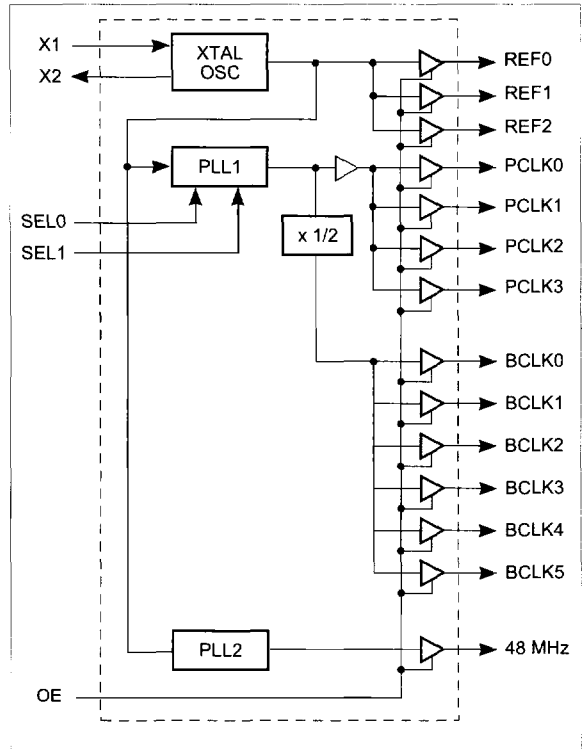 X1
X2
XTAL
OSC
REF0
REF1
REF2
PLL1
PCLK0
PCLK1
PCLK2
PCLK3
SEL0
SEL1
x 1/2
BCLK0
BCLK1
BCLK2
BCLK3
BCLK4
BCLK5
PLL2
48 MHz
OE